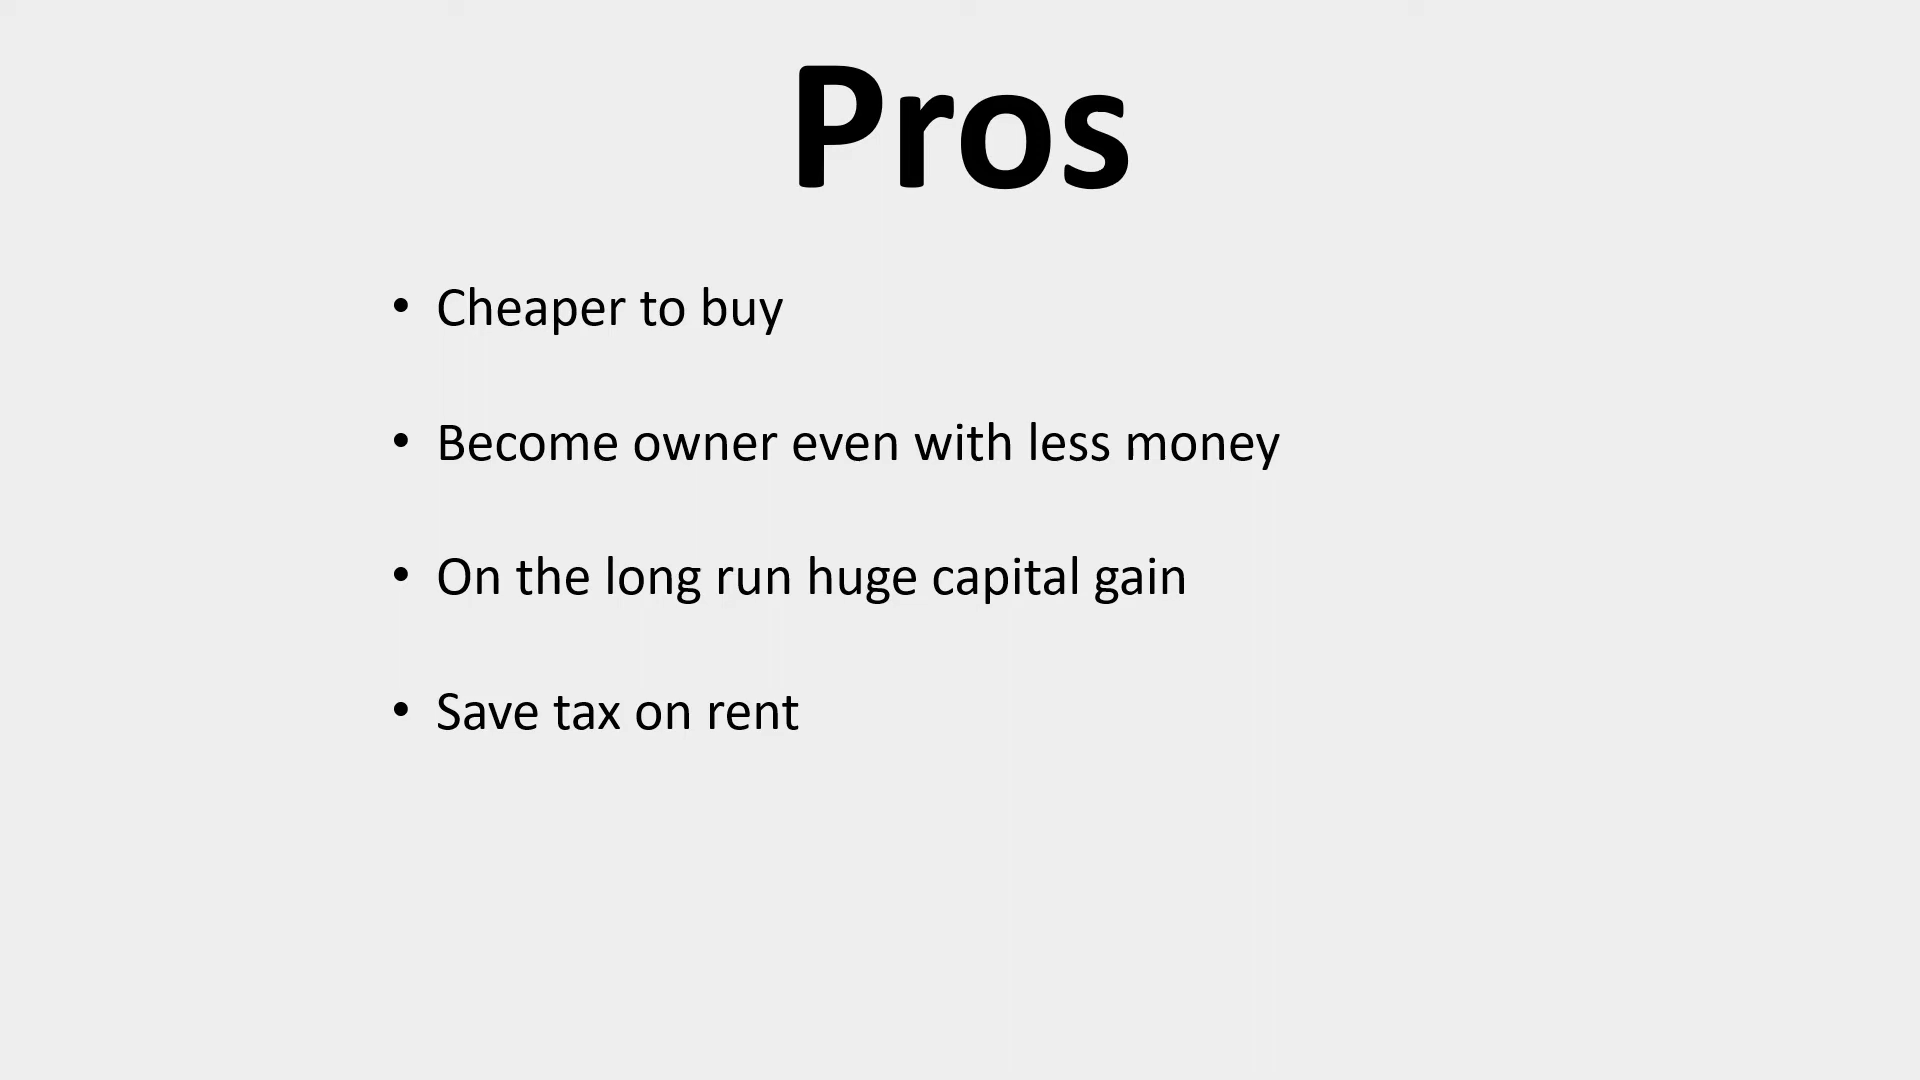 Pros
• Cheaper to buy
• Become owner even with less money
• On the long run huge capital gain
• Save tax on rent